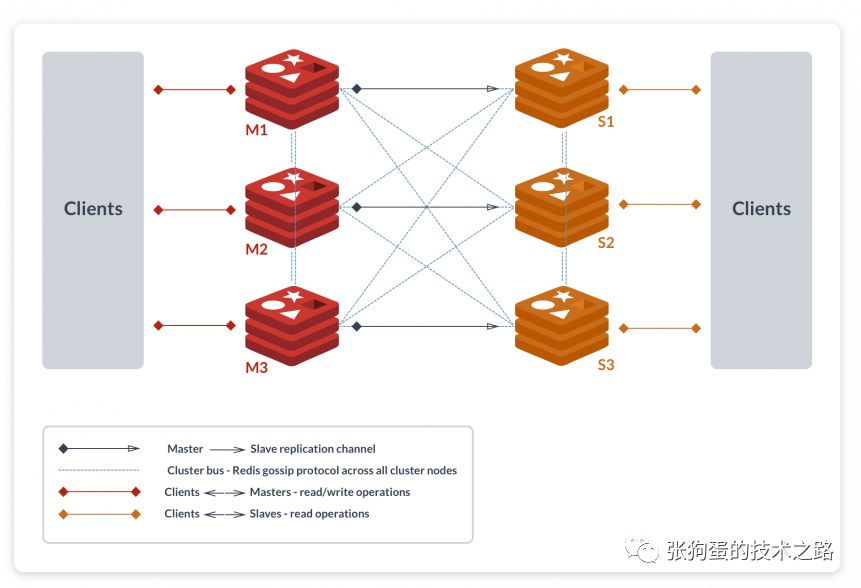 Clients
M1
M2
M3
S1
S2
S3
Clients
Master Slave replication channel
Cluster bus - Redis gossip protocol across all cluster nodes
Clients Masters - read/write operations
Clients Slaves - read operations
张狗蛋的技术之路